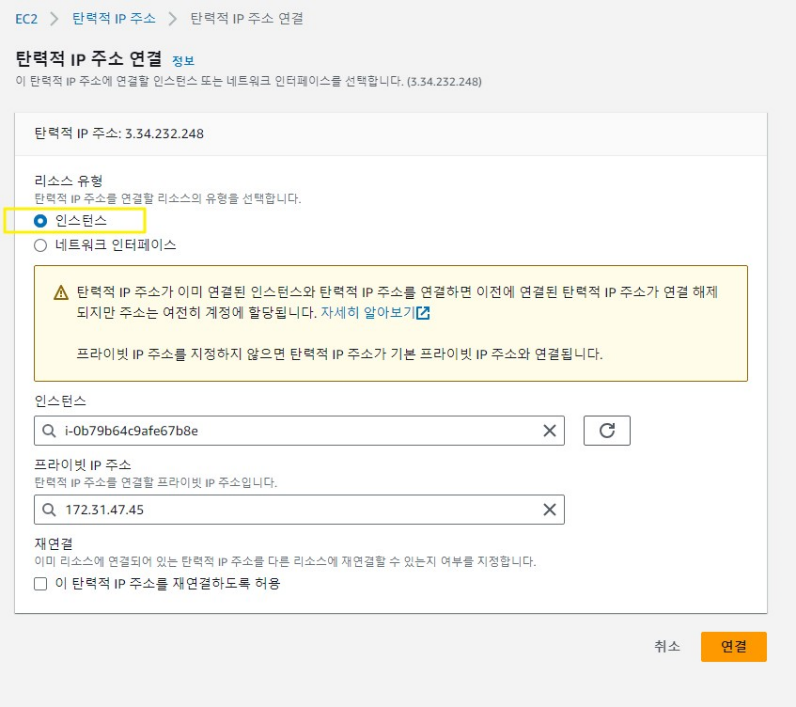 EC2 > 탄력적 IP 주소 > 탄력적 IP 주소 연결
탄력적 IP 주소 연결 정보
이 탄력적 IP 주소에 연결할 인스턴스 또는 네트워크 인터페이스를 선택합니다. (3.34.232.248)
탄력적 IP 주소: 3.34.232.248
리소스 유형
탄력적 IP 주소를 연결할 리소스의 유형을 선택합니다.
인스턴스
네트워크 인터페이스
탄력적 IP 주소가 이미 연결된 인스턴스와 탄력적 IP 주소를 연결하면 이전에 연결된 탄력적 IP 주소가 연결 해제
되지만 주소는 여전히 계정에 할당됩니다. 자세히 알아보기
프라이빗 IP 주소를 지정하지 않으면 탄력적 IP 주소가 기본 프라이빗 IP 주소와 연결됩니다.
인스턴스
i-0b79b64c9afe67b8e
프라이빗 IP 주소
탄력적 IP 주소를 연결할 프라이빗 IP 주소입니다.
172.31.47.45
재연결
이미 리소스에 연결되어 있는 탄력적 IP 주소를 다른 리소스에 재연결할 수 있는지 여부를 지정합니다.
이 탄력적 IP 주소를 재연결하도록 허용
취소 연결